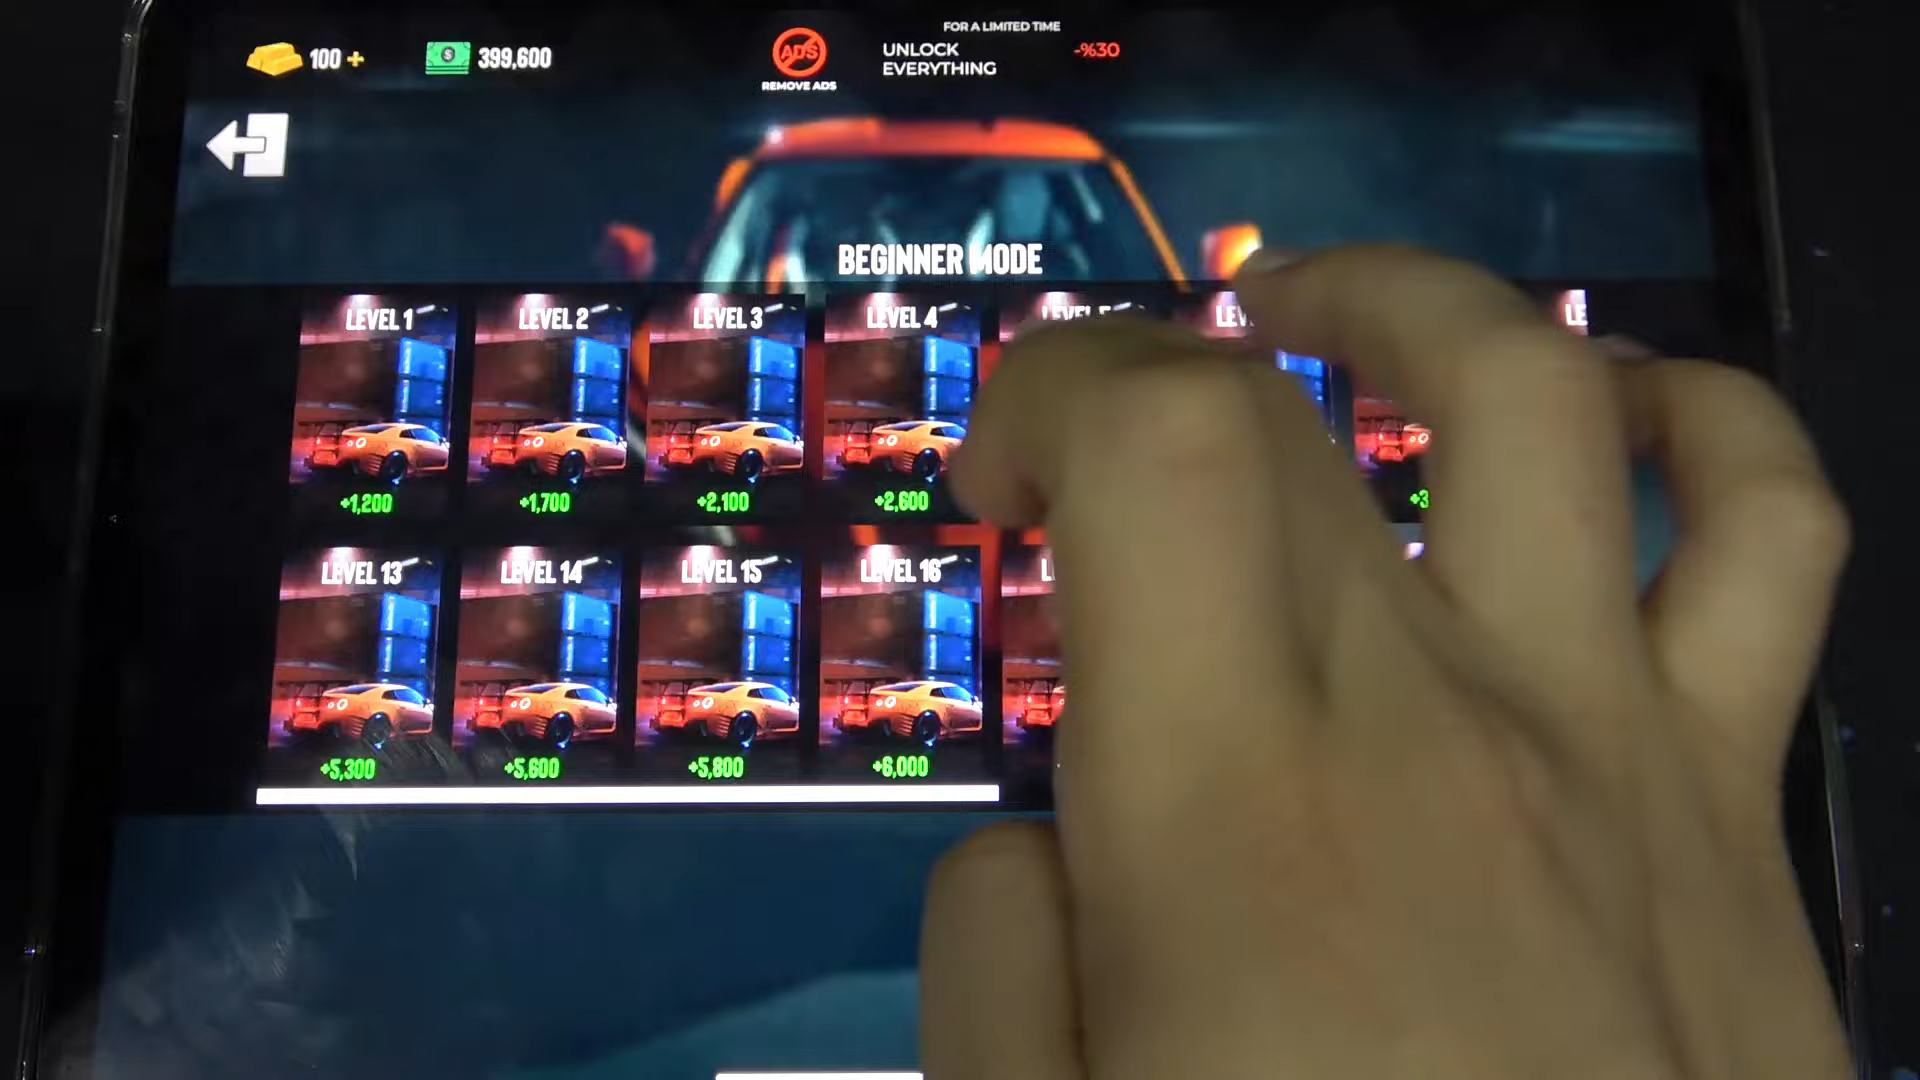 100 +
399,600
ADS
REMOVE ADS
FOR A LIMITED TIME
UNLOCK
EVERYTHING
-%30
BEGINNER MODE
LEVEL 1
LEVEL 2
LEVEL 3
LEVEL 4
+1,200
+1,700
+2,100
+2,600
LEVEL 13
LEVEL 14
LEVEL 15
LEVEL 16
+5,300
+5,600
+5,800
+6,000